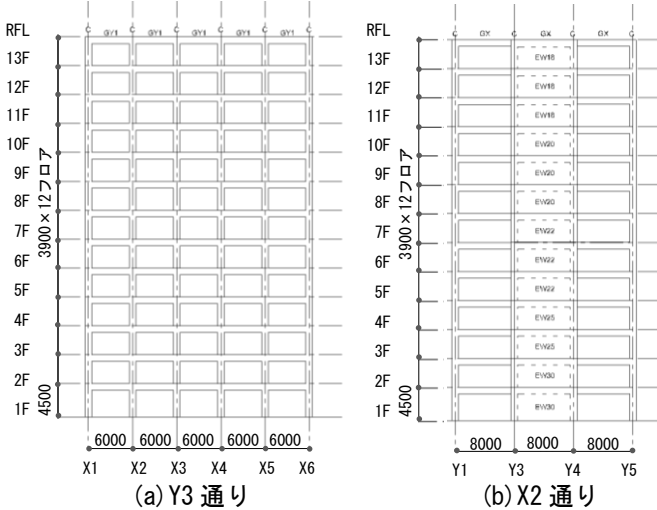 RFL
C GY1 C GY1 C GY1 C GY1 C GY1 C
13F
12F
11F
10F
9F
8F
7F
6F
5F
4F
3F
2F
1F
3900×12フロア
4500
6000 6000 6000 6000 6000
X1 X2 X3 X4 X5 X6
(a) Y3 通り
RFL
C GX C GX C GX C
13F EW18
12F EW18
11F EW18
10F EW20
9F EW20
8F EW20
7F EW22
6F EW22
5F EW22
4F EW25
3F EW25
2F EW30
1F EW30
3900×12フロア
4500
8000 8000 8000
Y1 Y3 Y4 Y5
(b) X2 通り